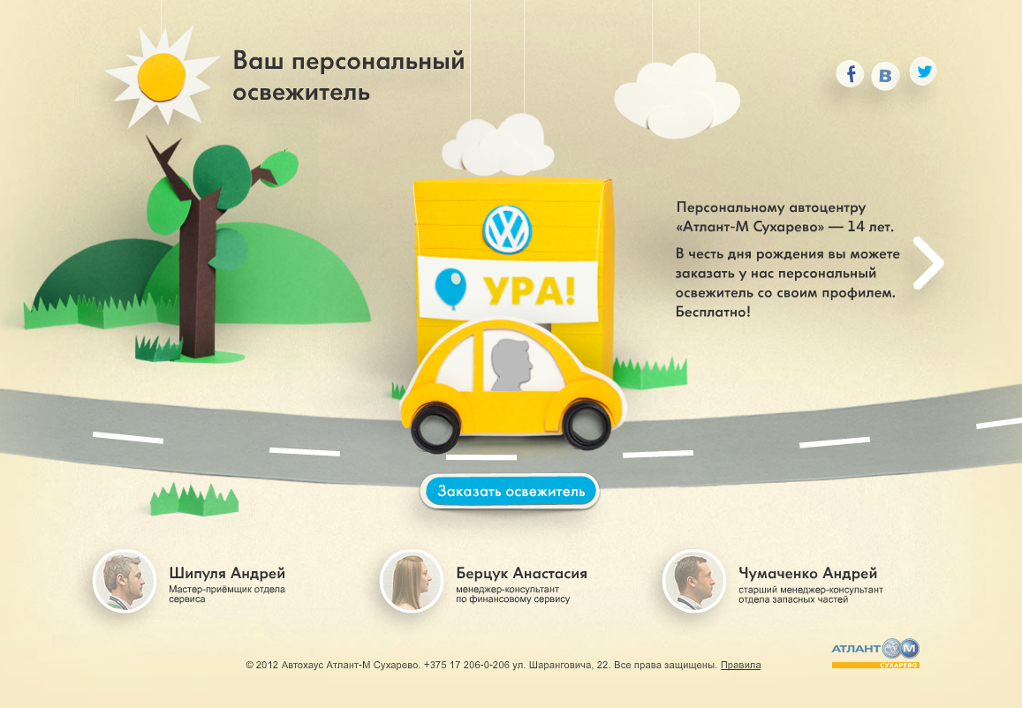 Ваш персональный
освежитель
f
B
УРА!
Персональному автоцентру
«Атлант-М Сухарево» — 14 лет.
В честь дня рождения вы можете
заказать у нас персональный
освежитель со своим профилем.
Бесплатно!
Заказать освежитель
Шипуля Андрей
Мастер-приёмщик отдела
сервиса
Берцук Анастасия
менеджер-консультант
по финансовому сервису
Чумаченко Андрей
старший менеджер-консультант
отдела запасных частей
© 2012 Автохаус Атлант-М Сухарево. +375 17 206-0-206 ул. Шаранговича, 22. Все права защищены. Правила
АТЛАНТ М
СУХАРЕВО